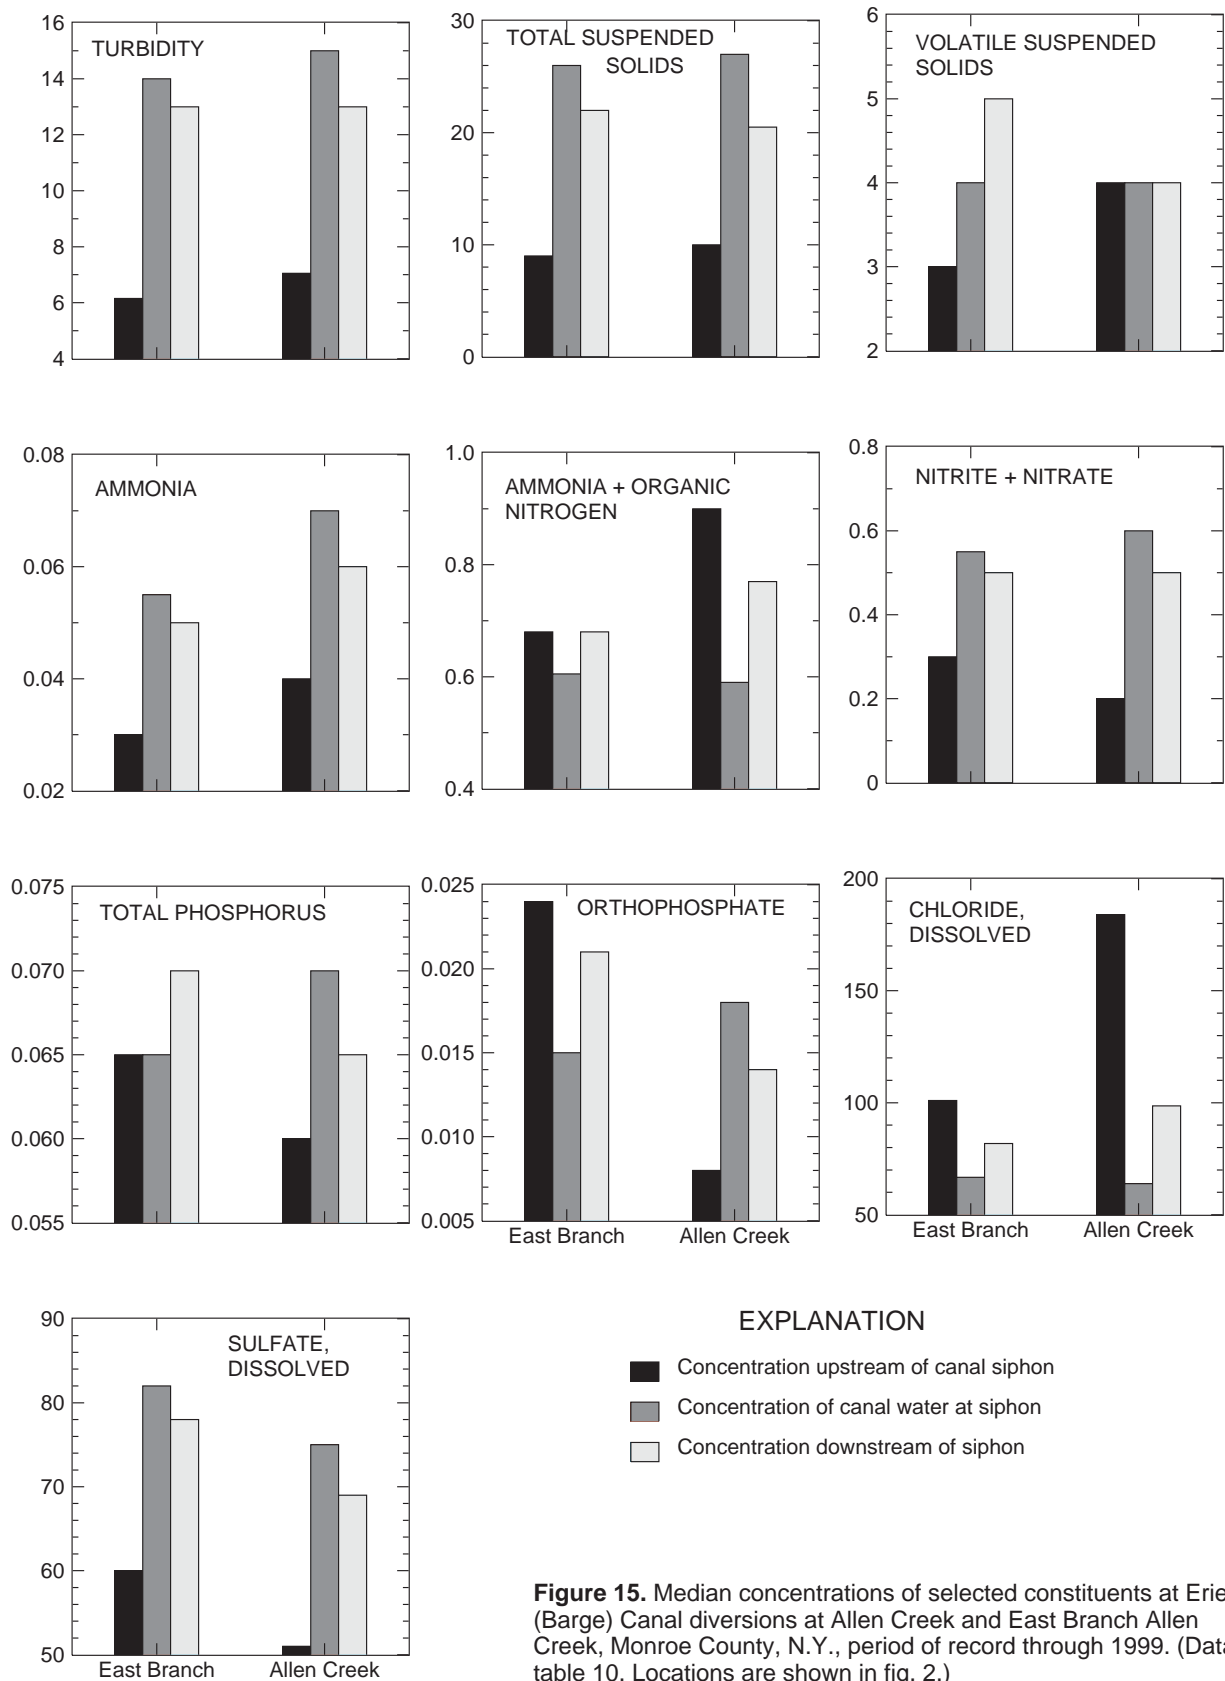 16
14
12
10
8
6
4
TURBIDITY
30
20
10
0
TOTAL SUSPENDED
SOLIDS
6
5
4
3
2
VOLATILE SUSPENDED
SOLIDS
0.08
0.06
0.04
0.02
AMMONIA
1.0
0.8
0.6
0.4
AMMONIA + ORGANIC
NITROGEN
0.8
0.6
0.4
0.2
0
NITRITE + NITRATE
0.075
0.070
0.065
0.060
0.055
TOTAL PHOSPHORUS
0.025
0.020
0.015
0.010
0.005
ORTHOPHOSPHATE
East Branch Allen Creek
200
150
100
50
CHLORIDE,
DISSOLVED
East Branch Allen Creek
90
80
70
60
50
SULFATE,
DISSOLVED
East Branch Allen Creek
EXPLANATION
Concentration upstream of canal siphon
Concentration of canal water at siphon
Concentration downstream of siphon
Figure 15. Median concentrations of selected constituents at Erie
(Barge) Canal diversions at Allen Creek and East Branch Allen
Creek, Monroe County, N.Y., period of record through 1999. (Data
table 10. Locations are shown in fig. 2.)